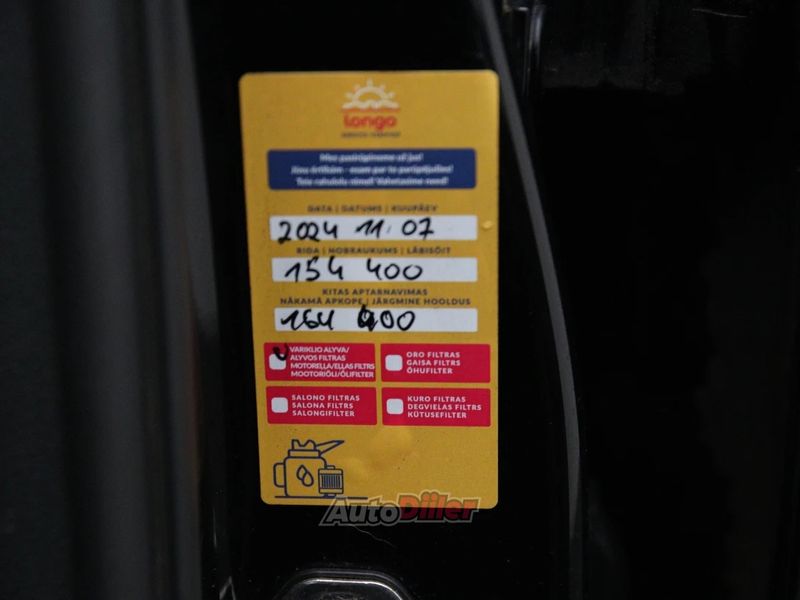 longo
Mes pasirūpinome už jus!
Jūsu ērtībām - esam par to parūpējušies!
Teie rahulolu nimel! Vahetasime need!
DATA | DATUMS | KUUPÄEV
2024 11.07
RIDA | NOBRAUKUMS | LÄBISÕIT
154 400
KITAS APTARNAVIMAS
NĀKAMĀ APKOPE | JÄRGMINE HOOLDUS
164 400
VARIKLIO ALYVA/
ALYVOS FILTRAS
MOTOREĻĻA/EĻĻAS FILTRS
MOOTORIÕLI/ÕLIFILTER
ORO FILTRAS
GAISA FILTRS
ÕHUFILTER
SALONO FILTRAS
SALONA FILTRS
SALONGIFILTER
KURO FILTRAS
DEGVIELAS FILTRS
KÜTUSEFILTER
AutoDiiler